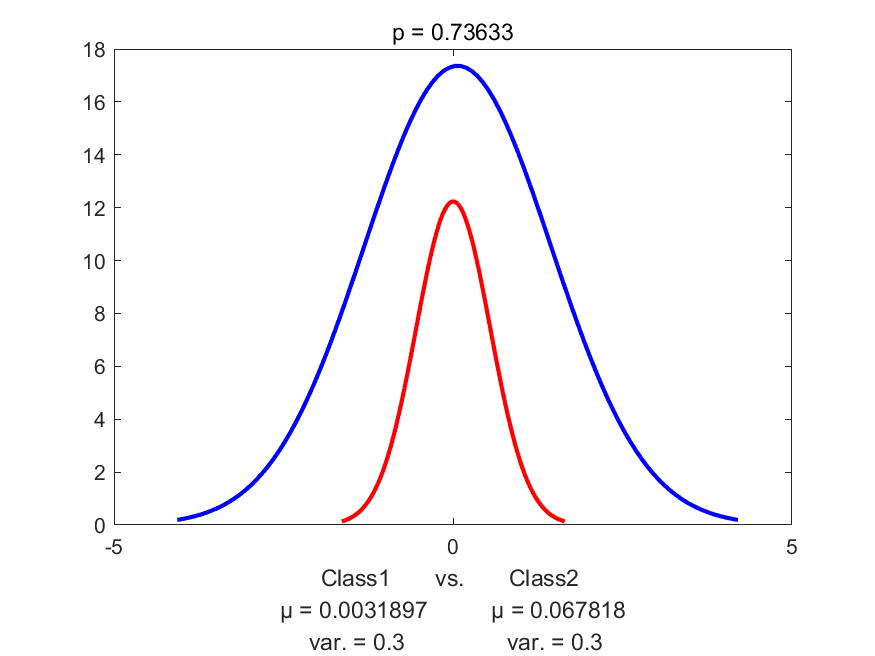 p = 0.73633
18
16
14
12
10
8
6
4
2
0
-5 0 5
Class1 vs. Class2
μ = 0.0031897 μ = 0.067818
var. = 0.3 var. = 0.3